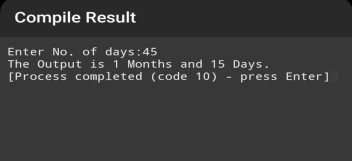 Compile Result
Enter No. of days:45
The Output is 1 Months and 15 Days.
[Process completed (code 10) - press Enter]